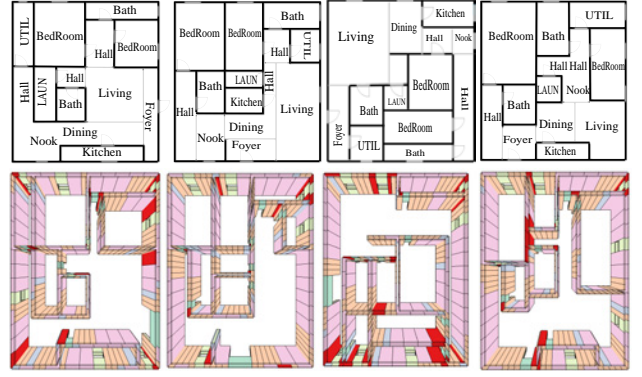 Bath
UTIL
BedRoom
Hall
BedRoom
Hall
LAUN
Hall
Bath
Living
Foyer
Dining
Nook
Kitchen
Bath
BedRoom
BedRoom
Hall
UTIL
LAUN
Hall
Bath
Kitchen
Living
Hall
Dining
Nook
Foyer
Kitchen
Dining
Living
Hall
Nook
BedRoom
Bath
LAUN
Hall
Foyer
BedRoom
UTIL
Bath
UTIL
BedRoom
Bath
Hall
Hall
BedRoom
LAUN
Nook
Hall
Bath
Dining
Foyer
Living
Kitchen